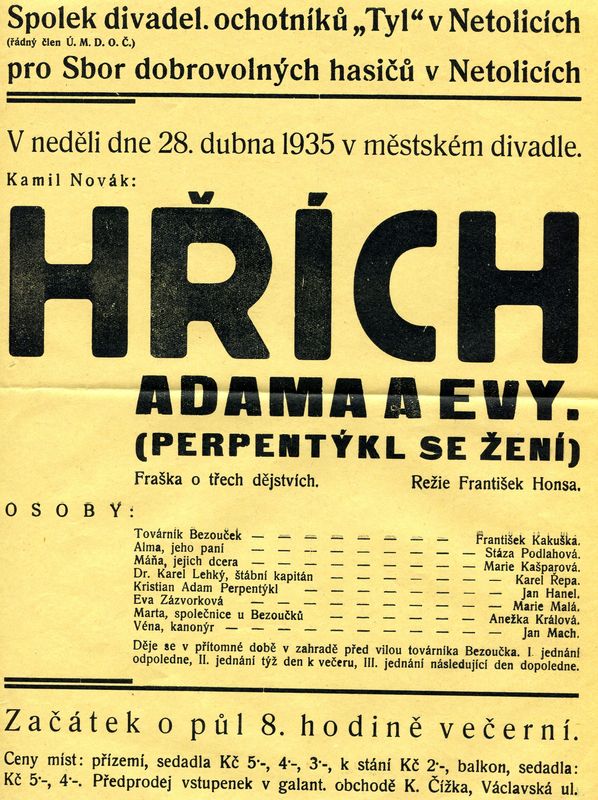 Spolek divadel. ochotníků „Tyl“ v Netolicích
(řádný člen Ú. M. D. O. Č.)
pro Sbor dobrovolných hasičů v Netolicích
V neděli dne 28. dubna 1935 v městském divadle.
Kamil Novák:
HŘÍCH
ADAMA A EVY.
(PERPENTÝKL SE ŽENÍ)
Fraška o třech dějstvích. Režie František Honsa.
OSOBY:
Továrník Bezouček — — — — — — — — — František Kakuška.
Alma, jeho paní — — — — — — — — — Stáza Podlahová.
Máňa, jejich dcera — — — — — — — — — Marie Kašparová.
Dr. Karel Lehký, štábní kapitán — — — — — — — Karel Řepa.
Kristian Adam Perpentýkl — — — — — — — — Jan Hanel.
Eva Zázvorková — — — — — — — — — — Marie Malá.
Marta, společnice u Bezoučků — — — — — — — Anežka Králová.
Véna, kanonýr — — — — — — — — — — — Jan Mach.
Děje se v přítomné době v zahradě před vilou továrníka Bezoučka. I. jednání
odpoledne, II. jednání týž den k večeru, III. jednání následující den dopoledne.
Začátek o půl 8. hodině večerní.
Ceny míst: přízemí, sedadla Kč 5·-, 4·-, 3·-, k stání Kč 2·-, balkon, sedadla:
Kč 5·-, 4·-. Předprodej vstupenek v galant. obchodě K. Čížka, Václavská ul.